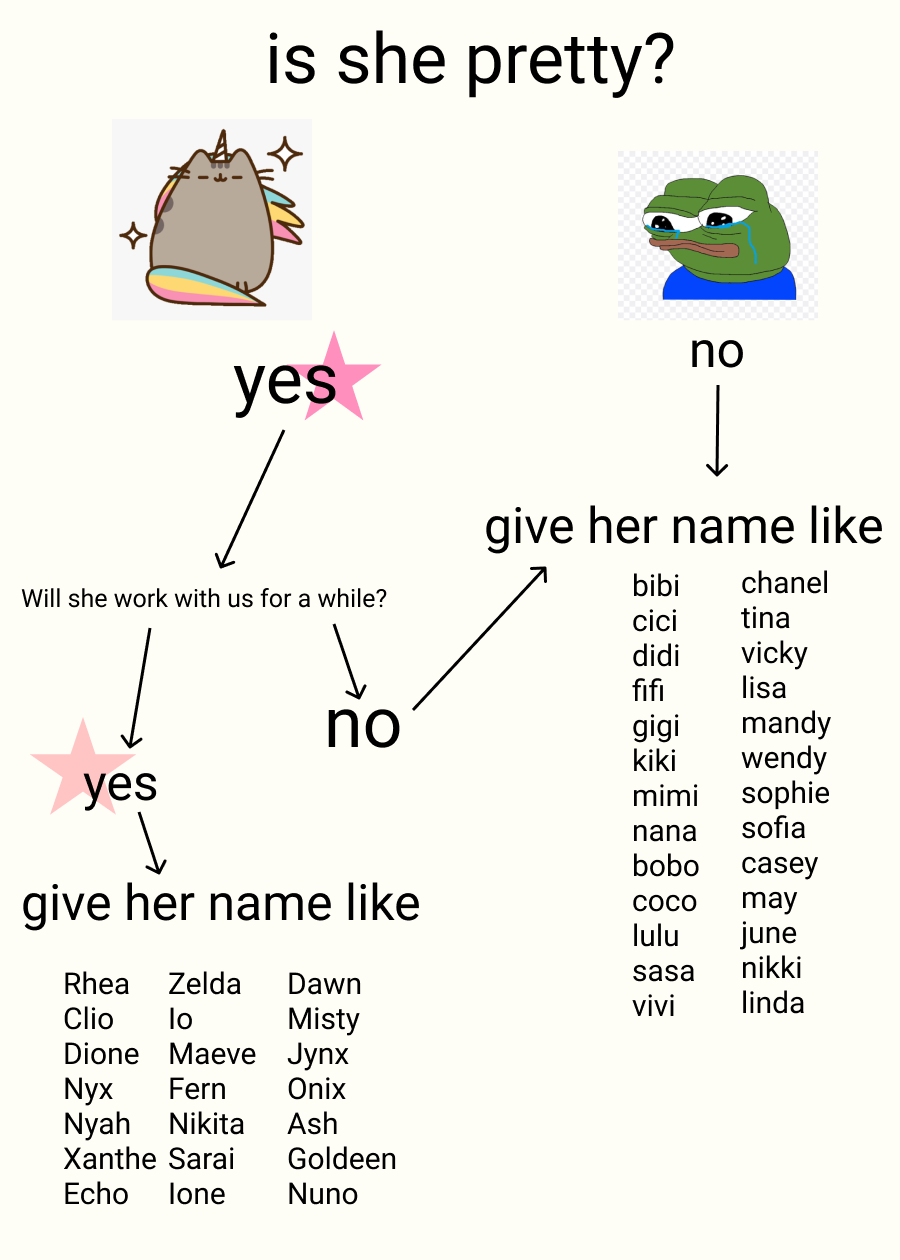 is she pretty?
yes
no
give her name like
Will she work with us for a while?
bibi
cici
didi
fifi
gigi
kiki
mimi
nana
bobo
coco
lulu
sasa
vivi
chanel
tina
vicky
lisa
mandy
wendy
sophie
sofia
casey
may
june
nikki
linda
no
yes
give her name like
Rhea
Clio
Dione
Nyx
Nyah
Xanthe
Echo
Zelda
Io
Maeve
Fern
Nikita
Sarai
Ione
Dawn
Misty
Jynx
Onix
Ash
Goldeen
Nuno